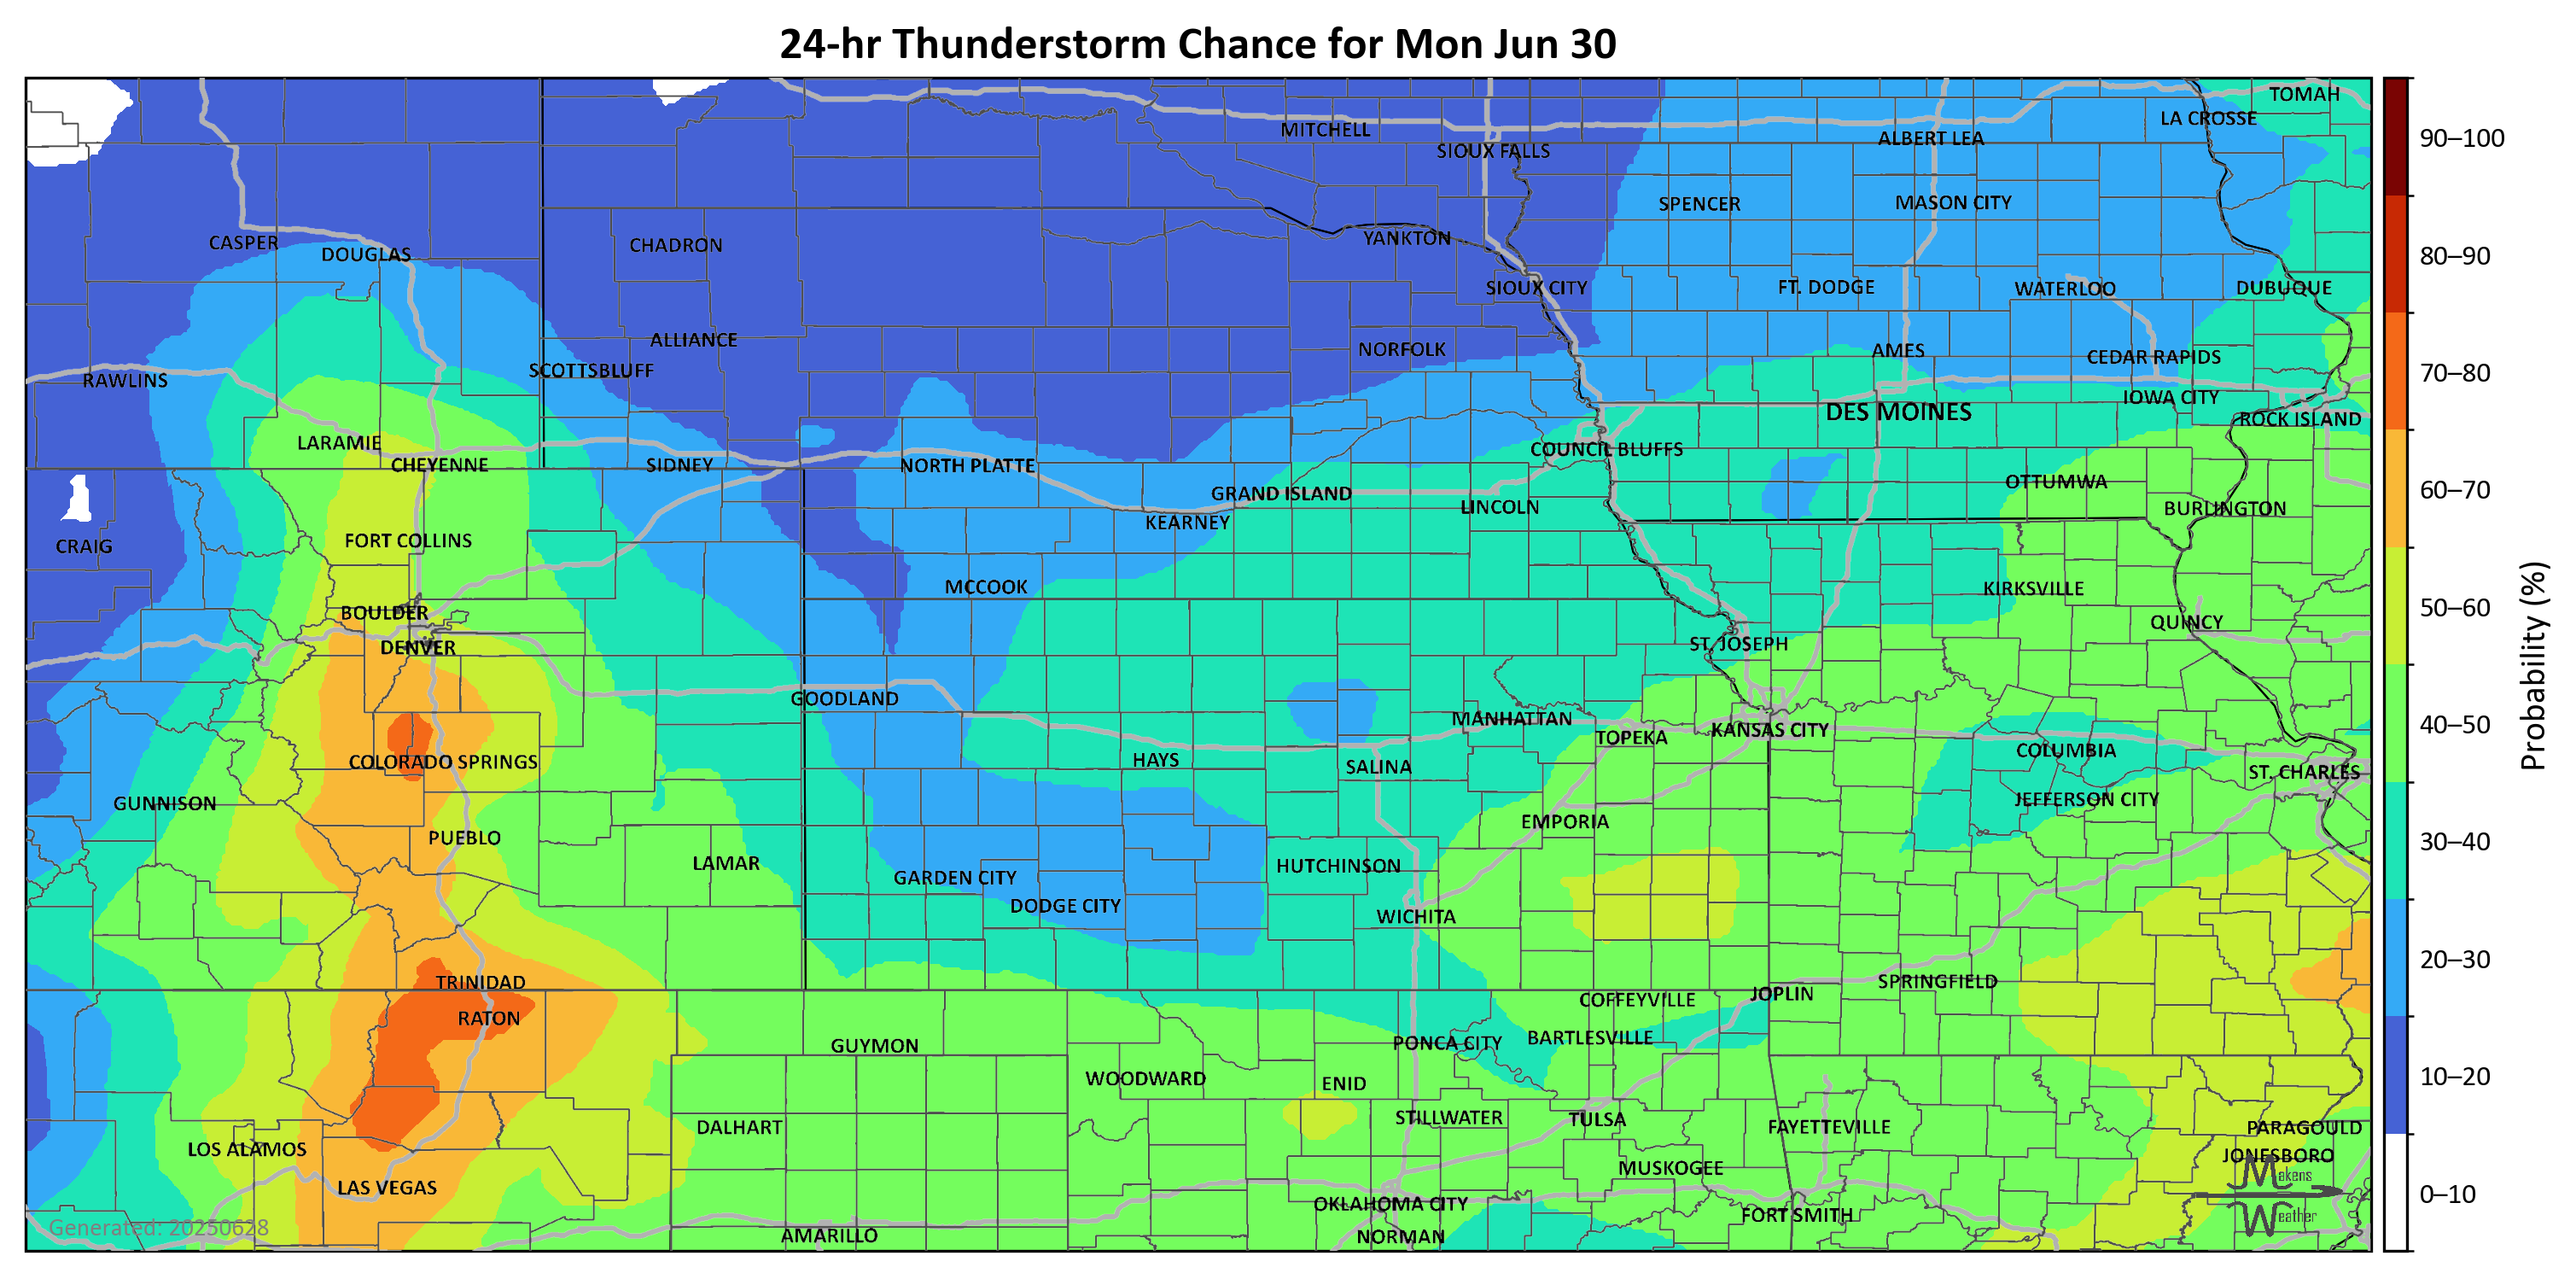 24-hr Thunderstorm Chance for Mon Jun 30
TOMAH
LA CROSSE
MITCHELL
ALBERT LEA
SIOUX FALLS
SPENCER
MASON CITY
CASPER
DOUGLAS
CHADRON
YANKTON
SIOUX CITY
FT. DODGE
WATERLOO
DUBUQUE
ALLIANCE
NORFOLK
AMES
CEDAR RAPIDS
RAWLINS
SCOTTSBLUFF
IOWA CITY
DES MOINES
ROCK ISLAND
LARAMIE
COUNCIL BLUFFS
CHEYENNE
SIDNEY
NORTH PLATTE
OTTUMWA
GRAND ISLAND
LINCOLN
BURLINGTON
KEARNEY
CRAIG
FORT COLLINS
MCCOOK
KIRKSVILLE
BOULDER
QUINCY
DENVER
ST. JOSEPH
GOODLAND
MANHATTAN
TOPEKA
KANSAS CITY
COLUMBIA
COLORADO SPRINGS
HAYS
SALINA
ST. CHARLES
GUNNISON
JEFFERSON CITY
EMPORIA
PUEBLO
LAMAR
HUTCHINSON
GARDEN CITY
DODGE CITY
WICHITA
TRINIDAD
SPRINGFIELD
JOPLIN
COFFEYVILLE
RATON
BARTLESVILLE
PONCA CITY
GUYMON
WOODWARD
ENID
STILLWATER
TULSA
DALHART
FAYETTEVILLE
PARAGOULD
LOS ALAMOS
JONESBORO
MUSKOGEE
LAS VEGAS
OKLAHOMA CITY
FORT SMITH
AMARILLO
NORMAN
Generated: 20250628
Makens
Weather
90–100
80–90
70–80
60–70
50–60
40–50
30–40
20–30
10–20
0–10
Probability (%)